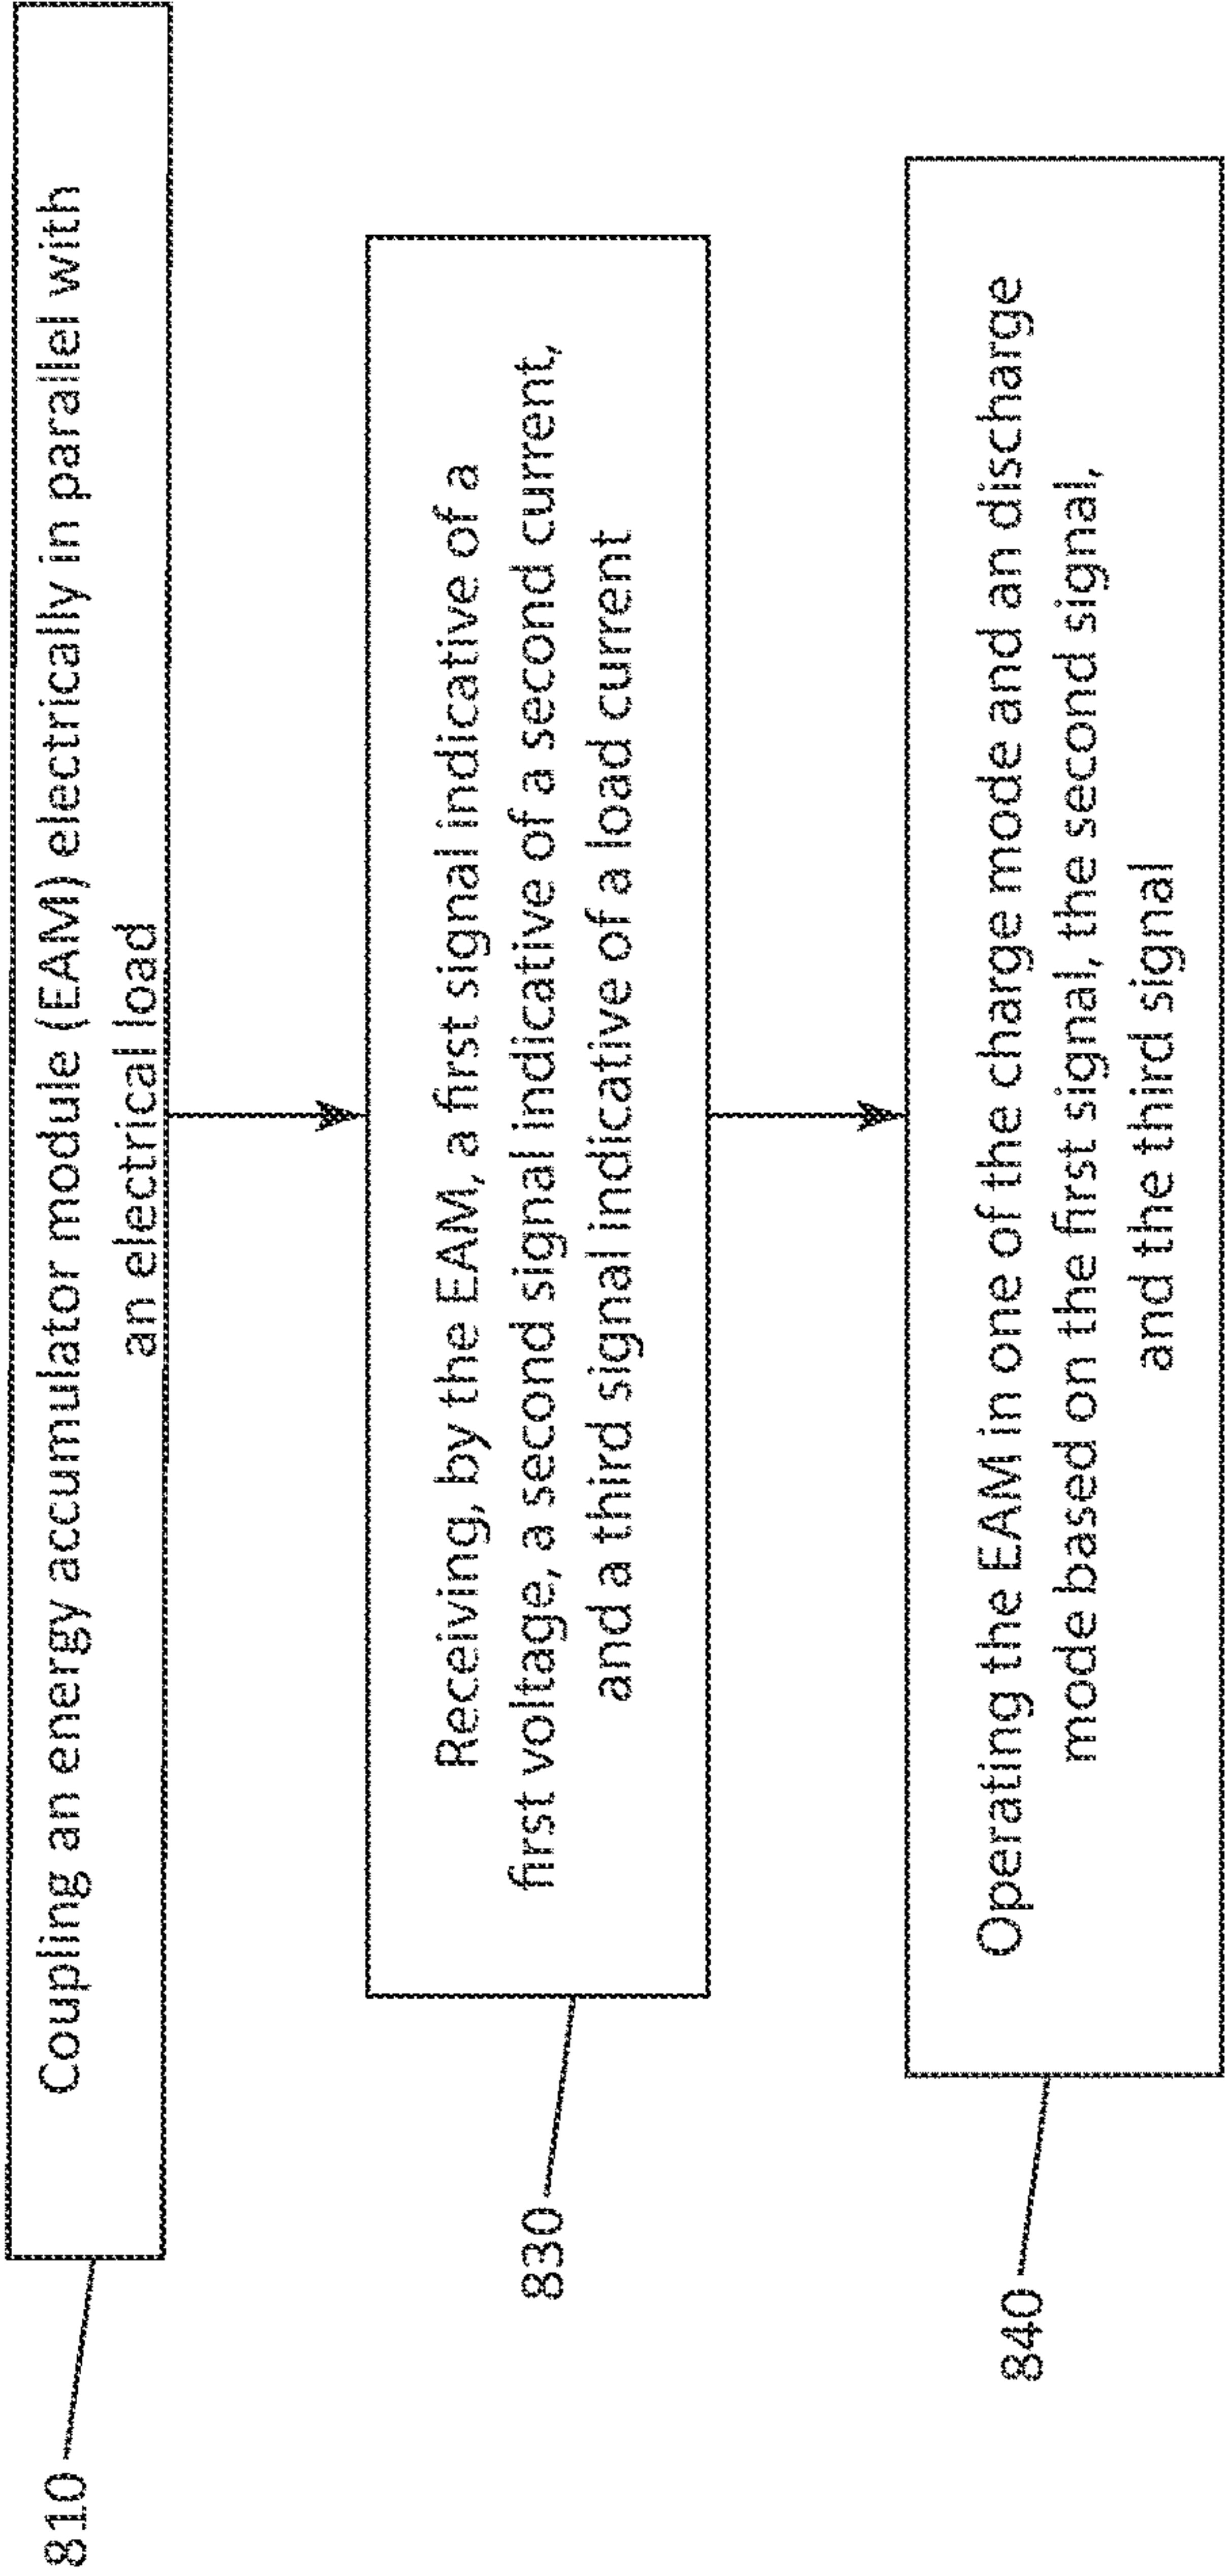 810
Coupling an energy accumulator module (EAM) electrically in parallel with
an electrical load
830
Receiving, by the EAM, a first signal indicative of a
first voltage, a second signal indicative of a second current,
and a third signal indicative of a load current
840
Operating the EAM in one of the charge mode and an discharge
mode based on the first signal, the second signal,
and the third signal